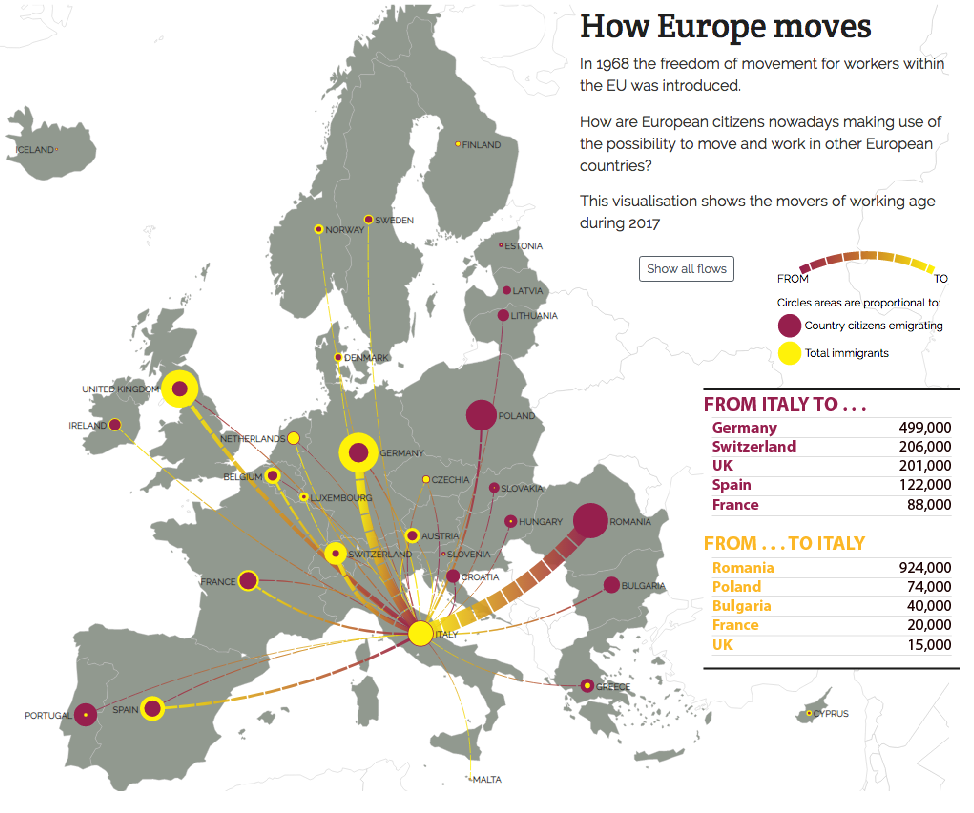 How Europe moves
In 1968 the freedom of movement for workers within
the EU was introduced.
How are European citizens nowadays making use of
the possibility to move and work in other European
countries?
This visualisation shows the movers of working age
during 2017
Show all flows
FROM
TO
Circles areas are proportional to:
Country citizens emigrating
Total immigrants
ICELAND
FINLAND
SWEDEN
NORWAY
ESTONIA
LATVIA
LITHUANIA
DENMARK
UNITED KINGDOM
IRELAND
POLAND
NETHERLANDS
GERMANY
BELGIUM
CZECHIA
LUXEMBOURG
SLOVAKIA
HUNGARY
ROMANIA
AUSTRIA
SWITZERLAND
SLOVENIA
CROATIA
FRANCE
BULGARIA
ITALY
GREECE
SPAIN
PORTUGAL
CYPRUS
MALTA
FROM ITALY TO . . .
Germany 499,000
Switzerland 206,000
UK 201,000
Spain 122,000
France 88,000
FROM . . . TO ITALY
Romania 924,000
Poland 74,000
Bulgaria 40,000
France 20,000
UK 15,000